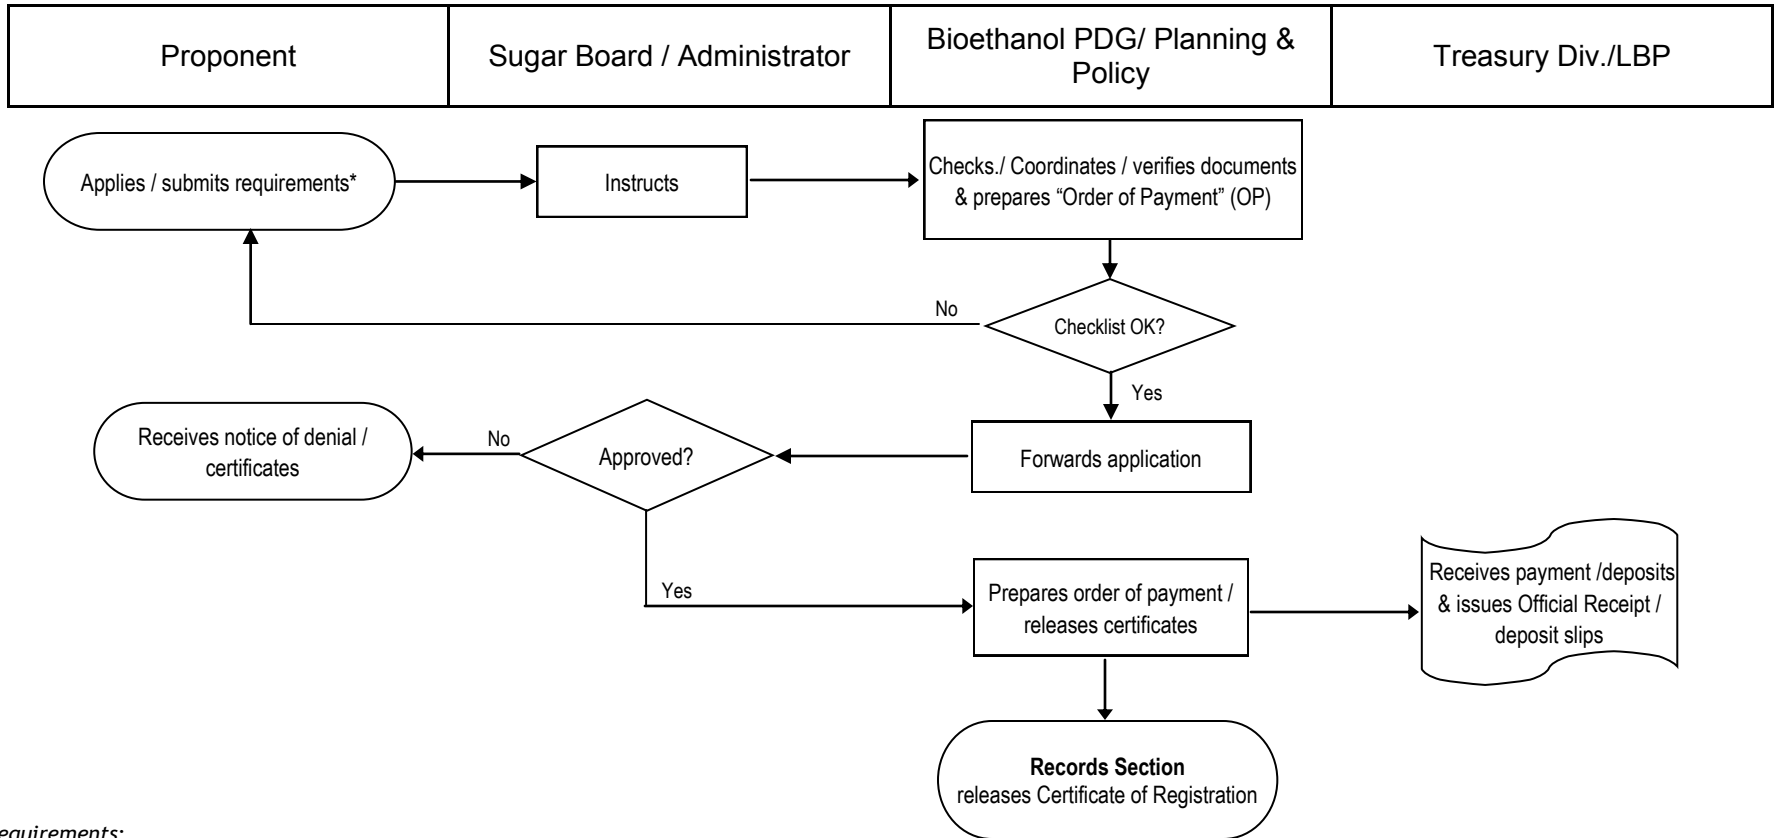 Proponent
Sugar Board / Administrator
Bioethanol PDG/ Planning &
Policy
Treasury Div./LBP
Applies / submits requirements*
Instructs
Checks./ Coordinates / verifies documents
& prepares “Order of Payment” (OP)
No
Checklist OK?
Yes
Receives notice of denial /
certificates
No
Approved?
Forwards application
Yes
Prepares order of payment /
releases certificates
Receives payment /deposits
& issues Official Receipt /
deposit slips
Records Section
releases Certificate of Registration
equirements: